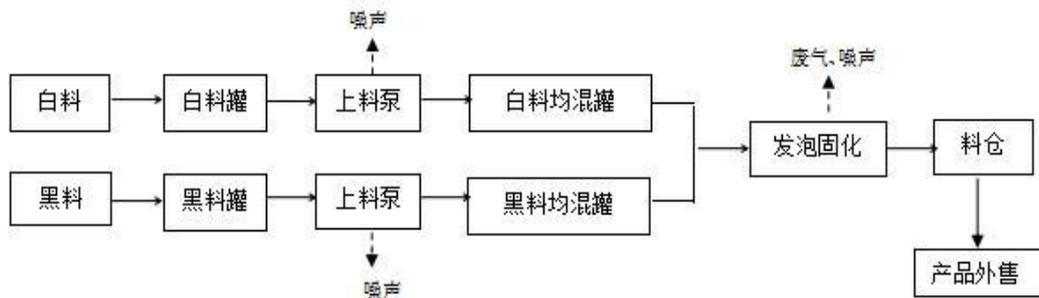 噪声
废气、噪声
白料
白料罐
上料泵
白料均混罐
发泡固化
料仓
黑料
黑料罐
上料泵
黑料均混罐
噪声
产品外售